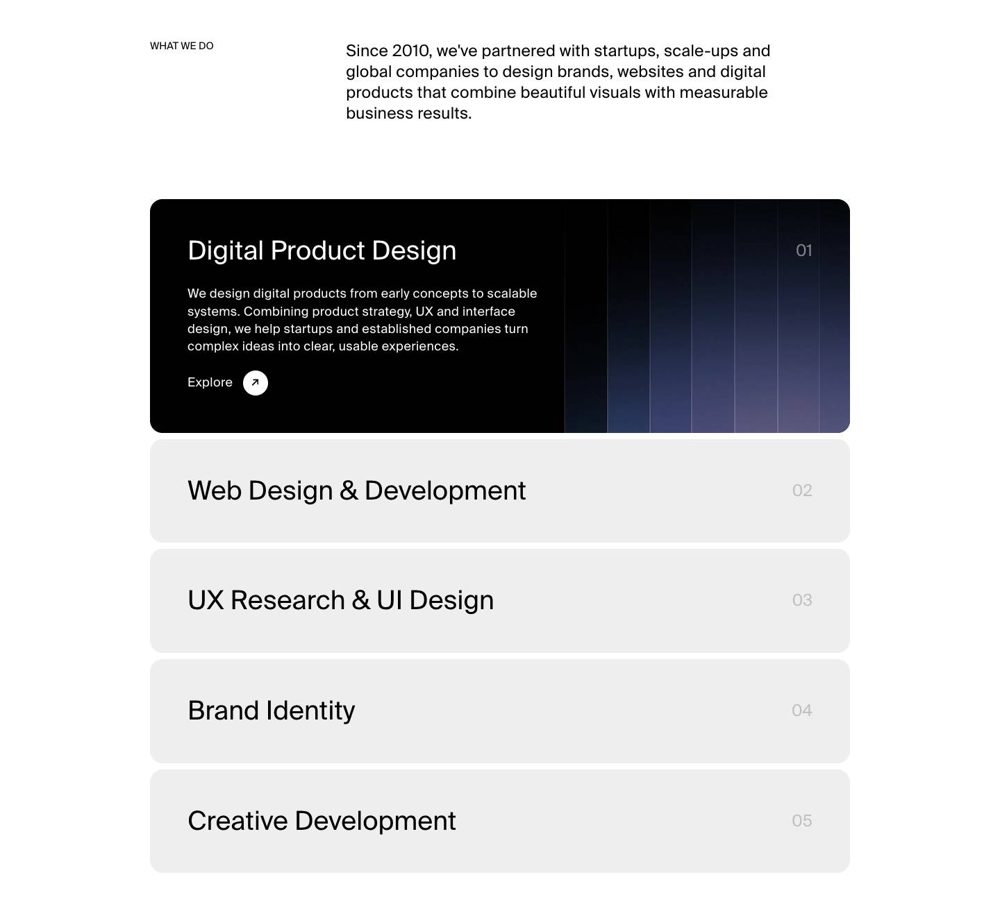 WHAT WE DO
Since 2010, we've partnered with startups, scale-ups and
global companies to design brands, websites and digital
products that combine beautiful visuals with measurable
business results.
Digital Product Design
01
We design digital products from early concepts to scalable
systems. Combining product strategy, UX and interface
design, we help startups and established companies turn
complex ideas into clear, usable experiences.
Explore
Web Design & Development
02
UX Research & UI Design
03
Brand Identity
04
Creative Development
05